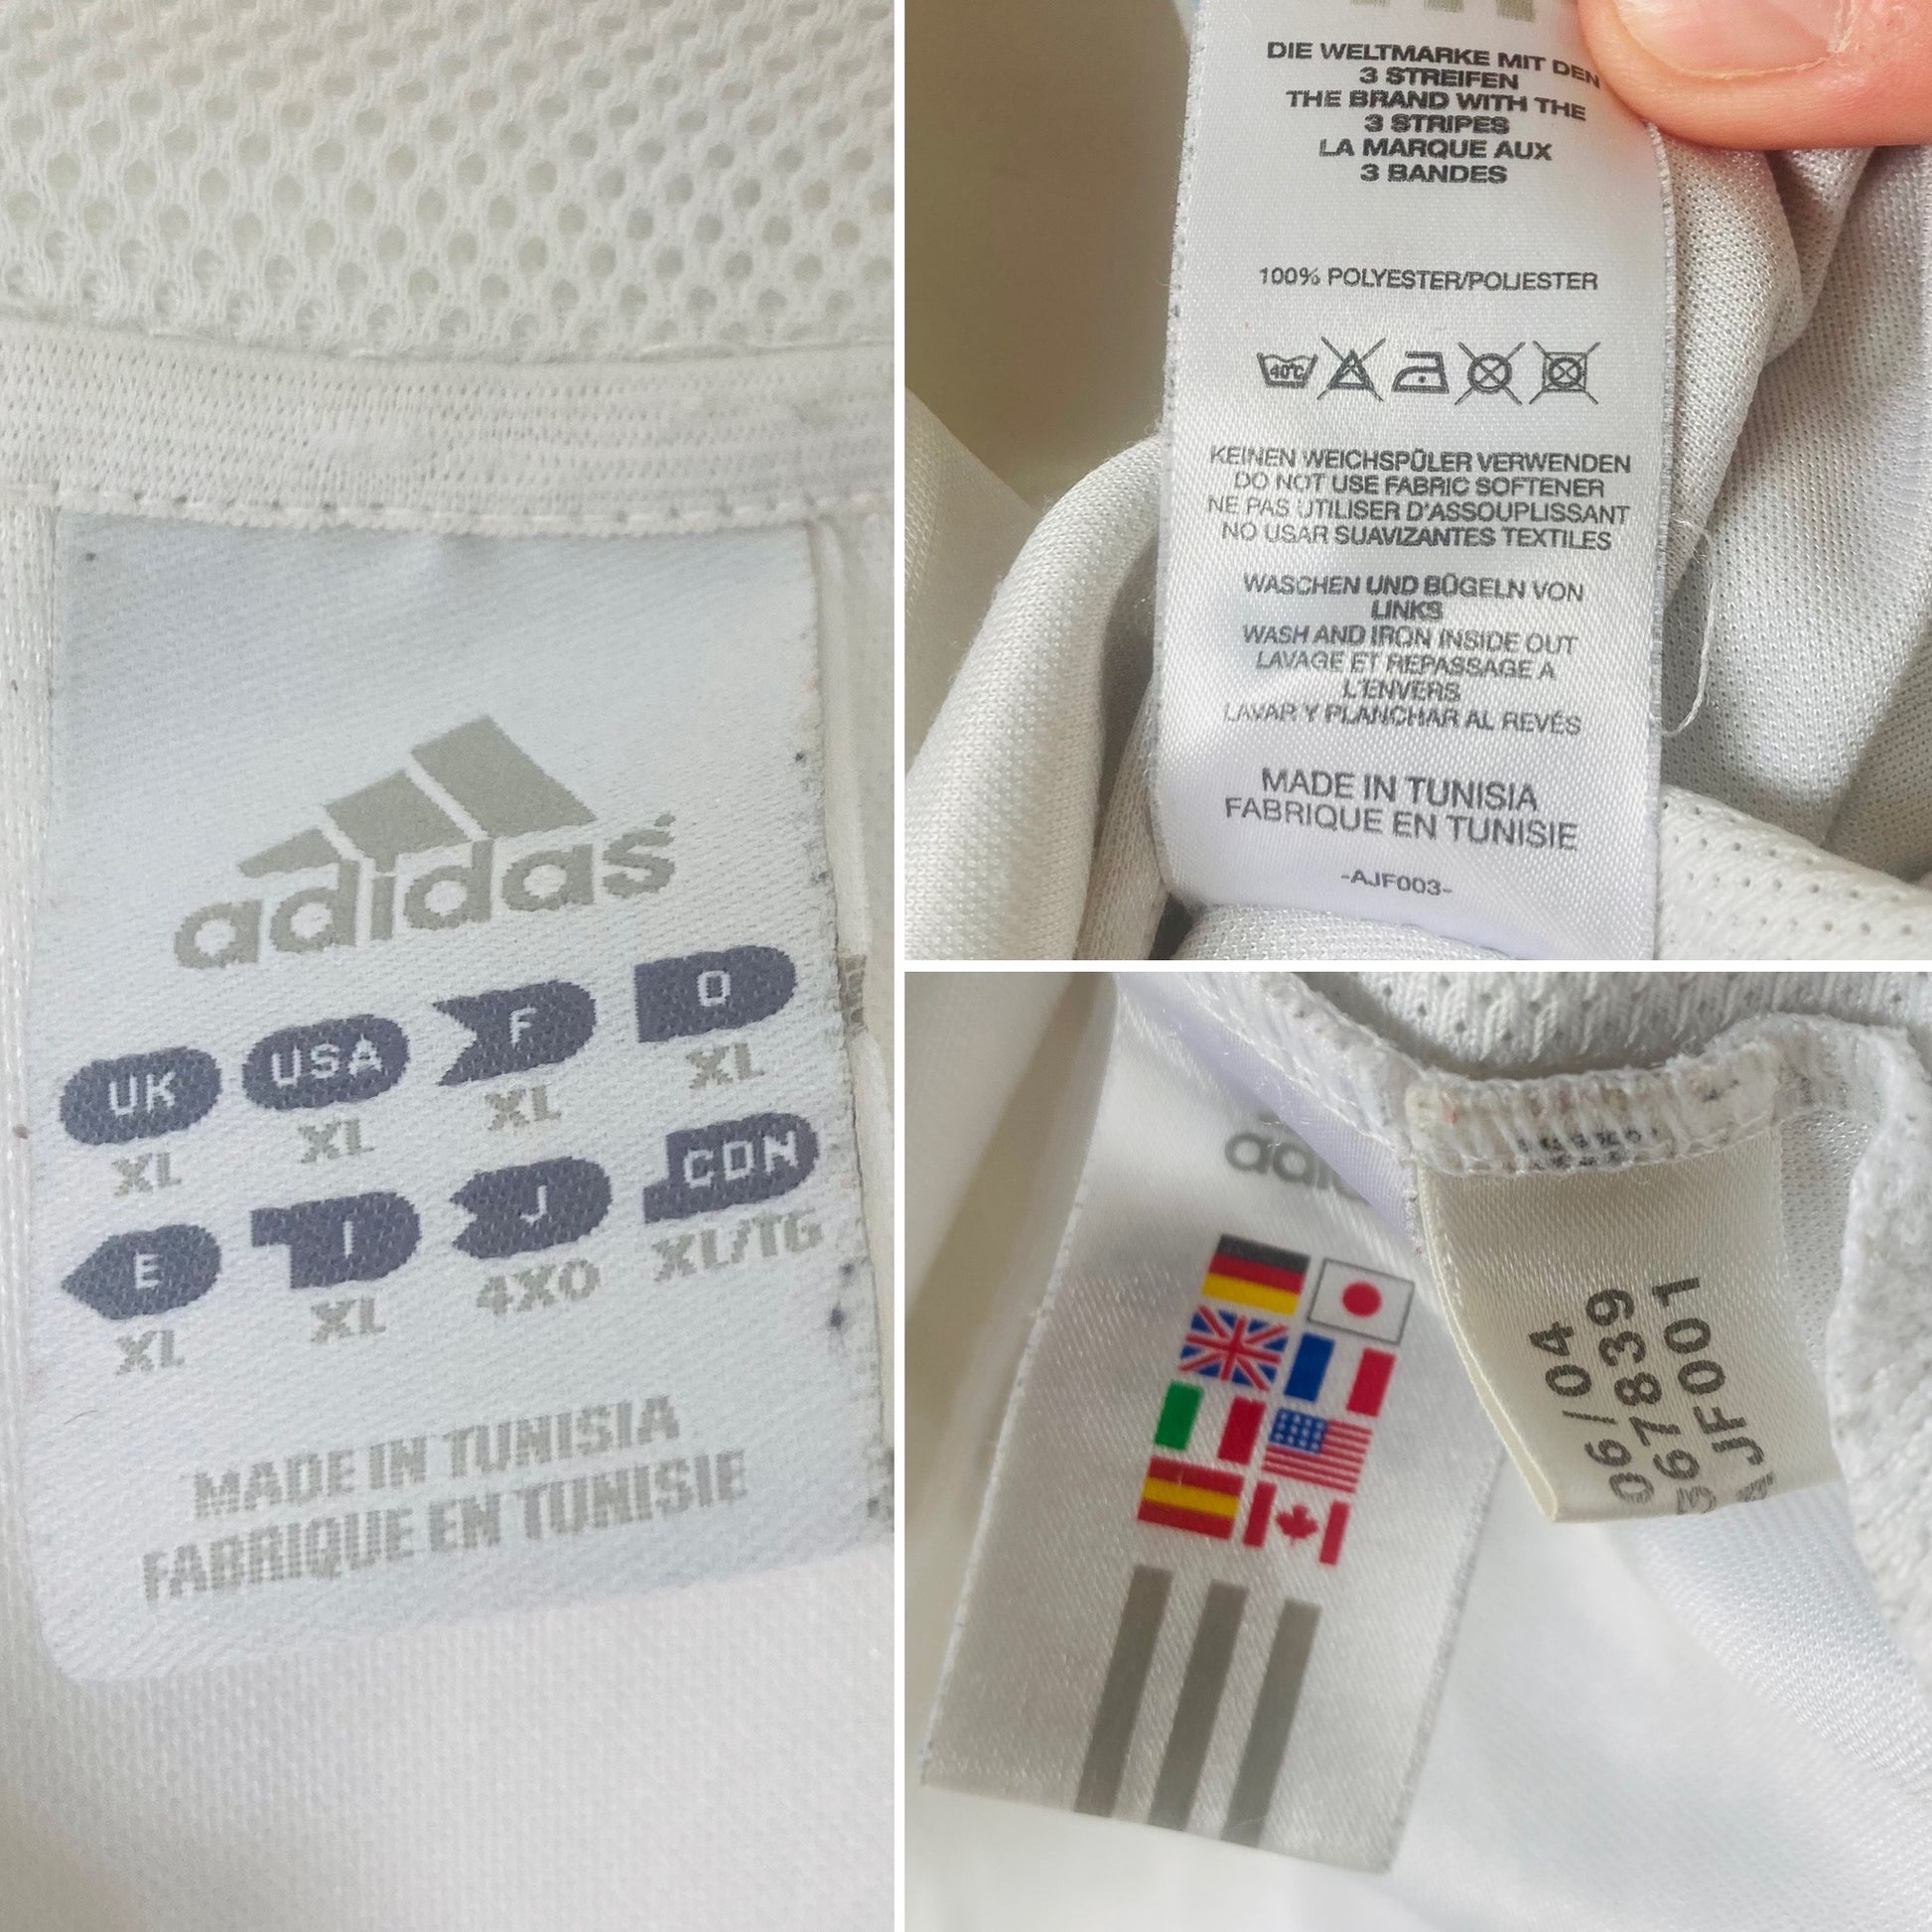 adidas
UK USA F D
XL XL XL XL
E I J CDN
XL XL 4XO XL/TG
MADE IN TUNISIA
FABRIQUE EN TUNISIE
DIE WELTMARKE MIT DEN
3 STREIFEN
THE BRAND WITH THE
3 STRIPES
LA MARQUE AUX
3 BANDES
100% POLYESTER/POLIESTER
40°C
KEINEN WEICHSPÜLER VERWENDEN
DO NOT USE FABRIC SOFTENER
NE PAS UTILISER D'ASSOUPLISSANT
NO USAR SUAVIZANTES TEXTILES
WASCHEN UND BÜGELN VON
LINKS
WASH AND IRON INSIDE OUT
LAVAGE ET REPASSAGE A
L'ENVERS
LAVAR Y PLANCHAR AL REVÉS
MADE IN TUNISIA
FABRIQUE EN TUNISIE
-AJF003-
06/04
367839
AJF001